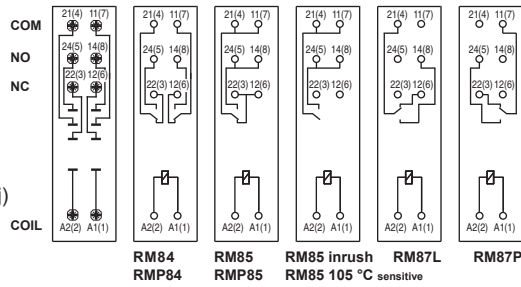 COM 21(4) 11(7) 21(4) 11(7) 21(4) 11(7) 21(4) 11(7) 21(4) 11(7) 21(4) 11(7)
NO 24(5) 14(8) 24(5) 14(8) 24(5) 14(8) 24(5) 14(8) 24(5) 14(8) 24(5) 14(8)
NC 22(3) 12(6) 22(3) 12(6) 22(3) 12(6) 22(3) 12(6) 22(3) 12(6) 22(3) 12(6)
)
COIL A2(2) A1(1) A2(2) A1(1) A2(2) A1(1) A2(2) A1(1) A2(2) A1(1) A2(2) A1(1)
RM84 RM85 RM85 inrush RM87L RM87P
RMP84 RMP85 RM85 105 °C sensitive